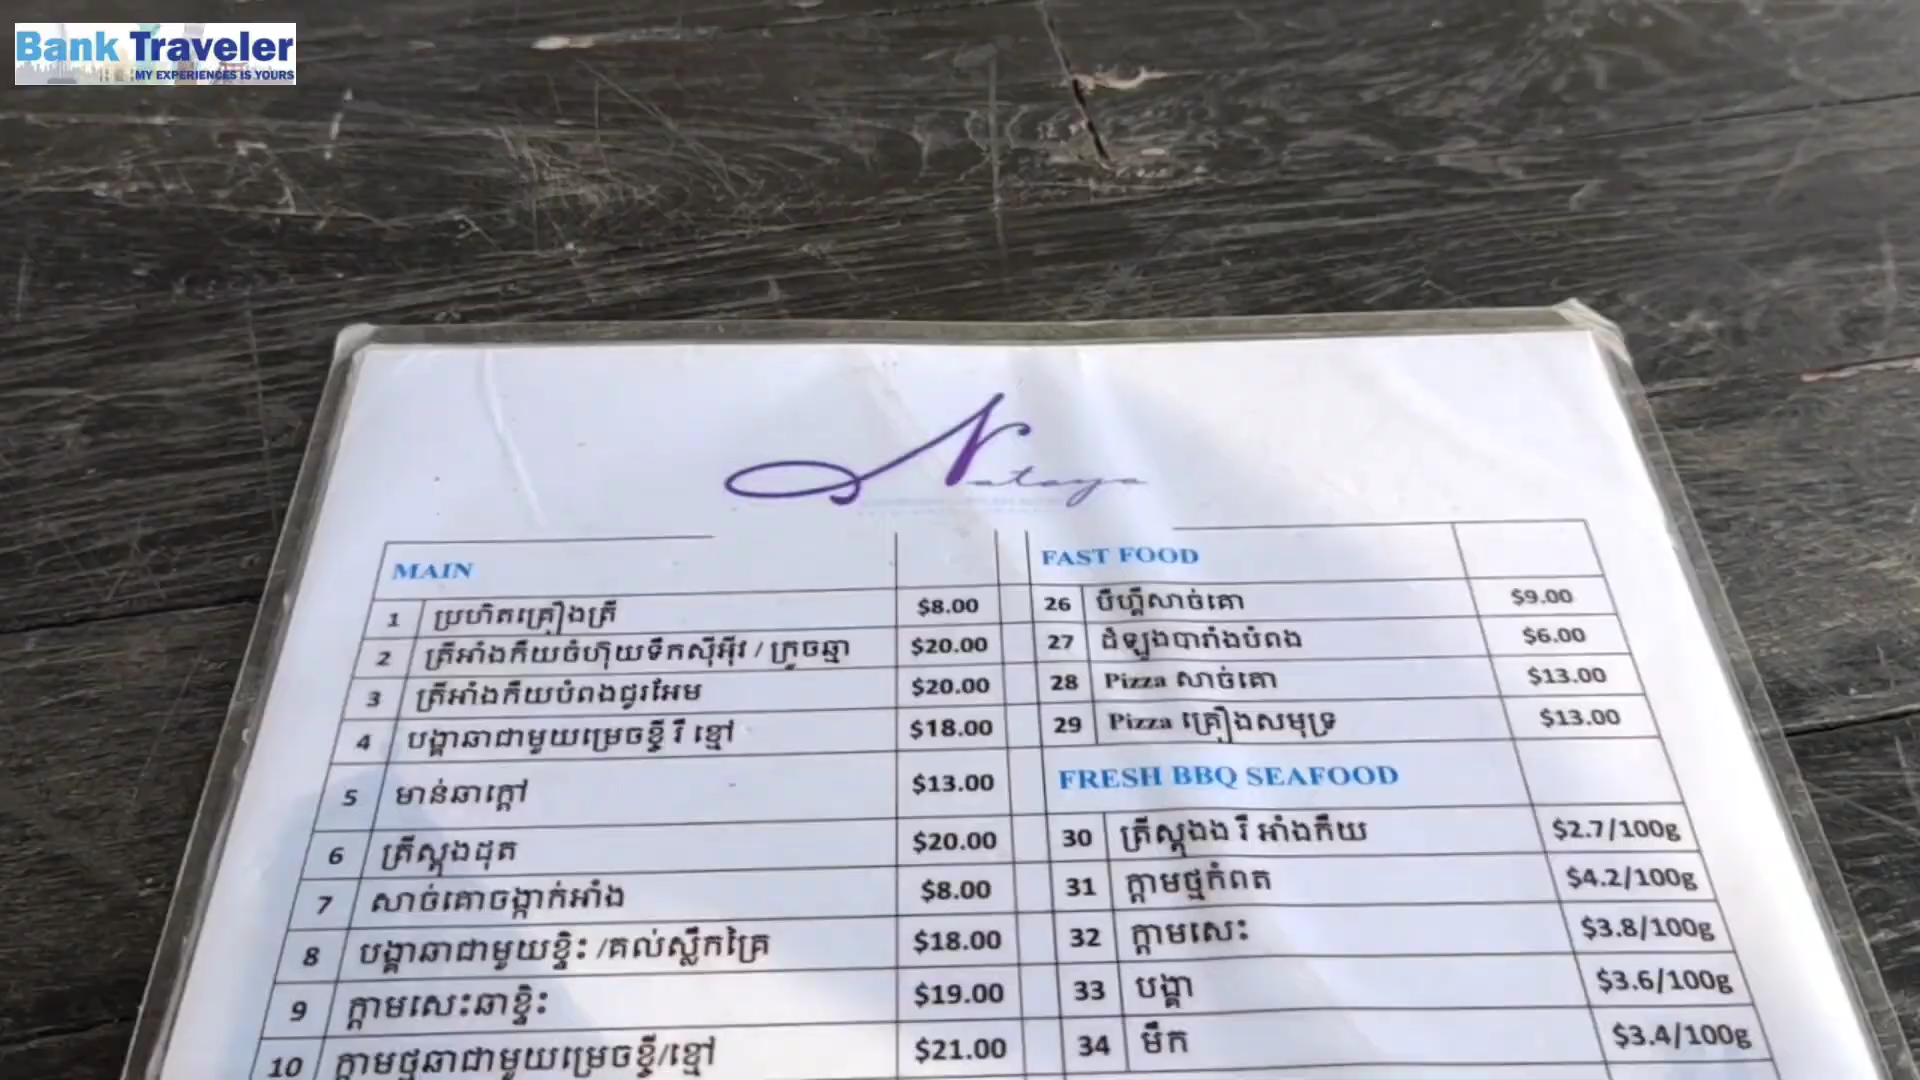 Bank Traveler
MY EXPERIENCES IS YOURS
Nataya
MAIN
1 ប្រហិតគ្រឿងត្រី $8.00
2 ត្រីអាំងកឺយចំហ៊ុយទឹកស៊ីអ៊ីវ / ក្រូចឆ្មា $20.00
3 ត្រីអាំងកឺយបំពងជូរអែម $20.00
4 បង្គាឆាជាមួយម្រេចខ្ចី រឺ ខ្មៅ $18.00
5 មាន់ឆាក្តៅ $13.00
6 ត្រីស្កុងដុត $20.00
7 សាច់គោចង្កាក់អាំង $8.00
8 បង្គាឆាជាមួយខ្ទិះ /គល់ស្លឹកគ្រៃ $18.00
9 ក្តាមសេះឆាខ្ទិះ $19.00
10 ក្តាមថ្មឆាជាមួយម្រេចខ្ចី/ខ្មៅ $21.00
FAST FOOD
26 បឺហ្គឺសាច់គោ $9.00
27 ដំឡូងបារាំងបំពង $6.00
28 Pizza សាច់គោ $13.00
29 Pizza គ្រឿងសមុទ្រ $13.00
FRESH BBQ SEAFOOD
30 ត្រីស្កុងង រឺ អាំងកឺយ $2.7/100g
31 ក្តាមថ្មកំពត $4.2/100g
32 ក្តាមសេះ $3.8/100g
33 បង្គា $3.6/100g
34 មឹក $3.4/100g